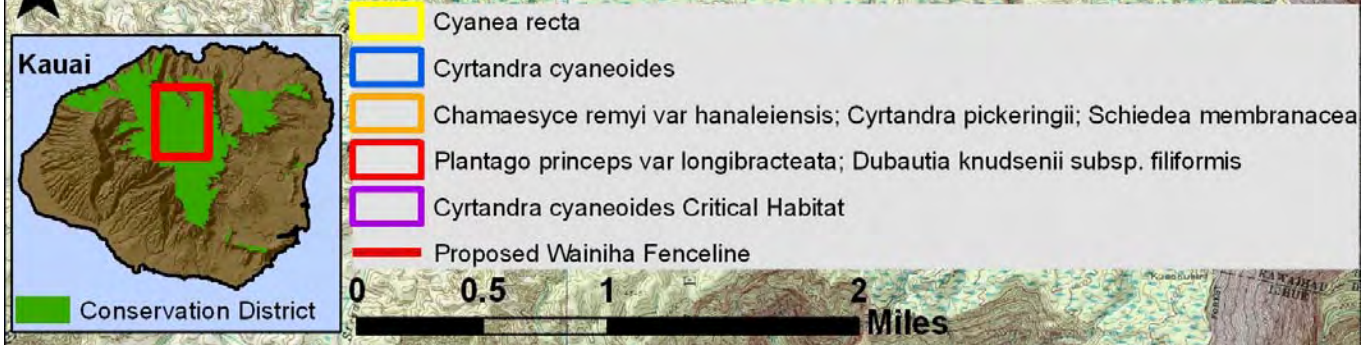 Kauai
Conservation District
Cyanea recta
Cyrtandra cyaneoides
Chamaesyce remyi var hanaleiensis; Cyrtandra pickeringii; Schiedea membranacea
Plantago princeps var longibracteata; Dubautia knudsenii subsp. filiformis
Cyrtandra cyaneoides Critical Habitat
Proposed Wainiha Fenceline
0 0.5 1 2
Miles